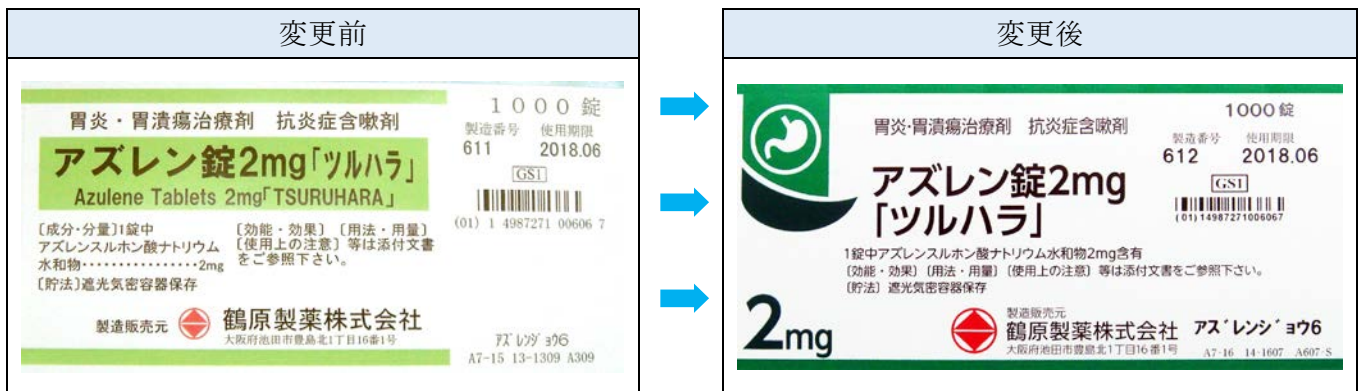 変更前
胃炎・胃潰瘍治療剤 抗炎症含嗽剤
アズレン錠2mg「ツルハラ」
Azulene Tablets 2mg「TSURUHARA」
〔成分・分量〕1錠中
アズレンスルホン酸ナトリウム
水和物・・・・・・・・・・・・・・・・2mg
〔貯法〕遮光気密容器保存
〔効能・効果〕〔用法・用量〕
〔使用上の注意〕等は添付文書
をご参照下さい。
製造販売元 鶴原製薬株式会社
大阪府池田市豊島北1丁目16番1号
1000錠
製造番号 使用期限
611 2018.06
GS1
(01) 1 4987271 00606 7
アズレンジョウ6
A7-15 13-1309 A309
変更後
胃炎・胃潰瘍治療剤 抗炎症含嗽剤
アズレン錠2mg
「ツルハラ」
1錠中アズレンスルホン酸ナトリウム水和物2mg含有
〔効能・効果〕〔用法・用量〕〔使用上の注意〕等は添付文書をご参照下さい。
〔貯法〕遮光気密容器保存
2mg
製造販売元
鶴原製薬株式会社
大阪府池田市豊島北1丁目16番1号
1000錠
製造番号 使用期限
612 2018.06
GS1
(01)14987271006067
アズレンジョウ6
A7-16 14-1607 A607-S